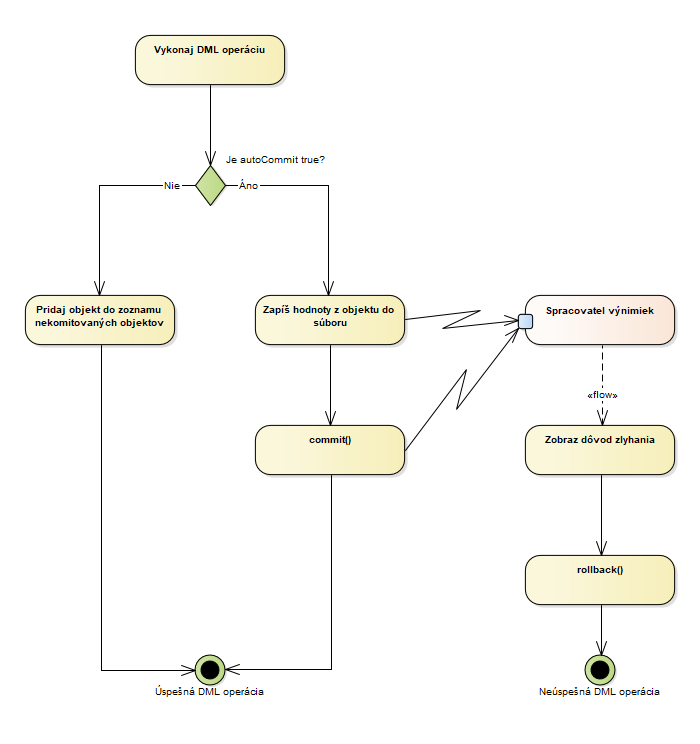 Vykonaj DML operáciu
Je autoCommit true?
Nie
Áno
Pridaj objekt do zoznamu
nekomitovaných objektov
Zapíš hodnoty z objektu do
súboru
Spracovatel výnimiek
«flow»
commit()
Zobraz dôvod zlyhania
rollback()
Úspešná DML operácia
Neúspešná DML operácia